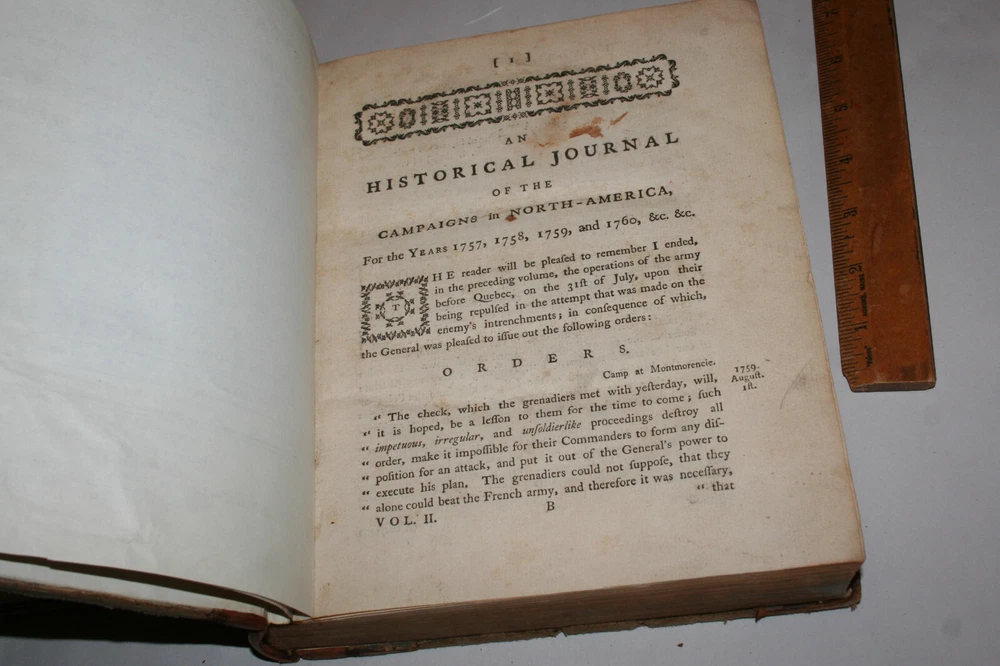 [ 1 ]
AN
HISTORICAL JOURNAL
OF THE
CAMPAIGNS in NORTH-AMERICA,
For the YEARS 1757, 1758, 1759, and 1760, &c. &c.
THE reader will be pleaſed to remember I ended,
in the preceding volume, the operations of the army
before Quebec, on the 31ſt of July, upon their
being repulſed in the attempt that was made on the
enemy's intrenchments; in conſequence of which,
the General was pleaſed to iſſue out the following orders:
ORDERS.
Camp at Montmorencie.
1759.
Auguſt.
1ſt.
“ The check, which the grenadiers met with yeſterday, will,
“ it is hoped, be a leſſon to them for the time to come; ſuch
“ impetuous, irregular, and unſoldierlike proceedings deſtroy all
“ order, make it impoſſible for their Commanders to form any diſ-
“ poſition for an attack, and put it out of the General's power to
“ execute his plan. The grenadiers could not ſuppoſe, that they
“ alone could beat the French army, and therefore it was neceſſary,
“ that
VOL. II.
B
7
5
4
3
2
1